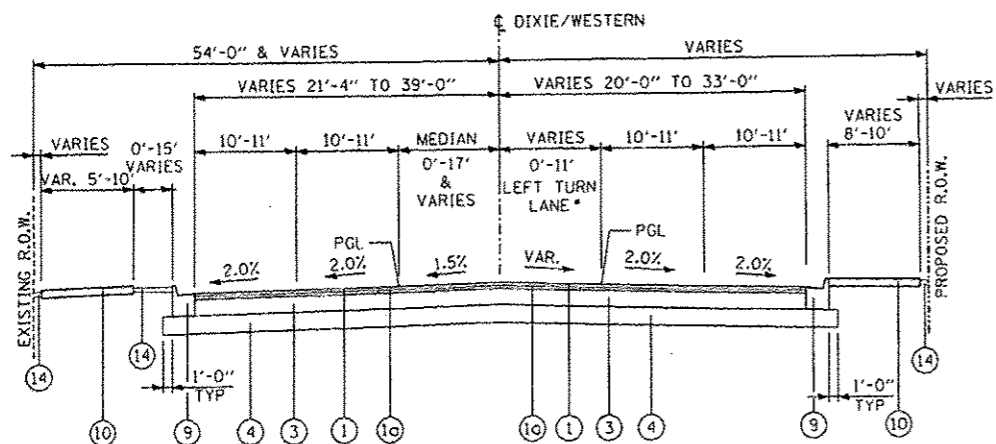 ℄ DIXIE/WESTERN
54'-0" & VARIES
VARIES
VARIES 21'-4" TO 39'-0"
VARIES 20'-0" TO 33'-0"
VARIES
VARIES
8'-10'
VARIES
0'-15'
VARIES
10'-11'
10'-11'
MEDIAN
0'-17'
&
VARIES
VARIES
0'-11'
LEFT TURN
LANE*
10'-11'
10'-11'
VAR. 5'-10'
EXISTING R.O.W.
PROPOSED R.O.W.
PGL
PGL
2.0%
2.0%
1.5%
VAR.
2.0%
2.0%
14
14
14
1'-0"
TYP
1'-0"
TYP
10
9
4
3
1
1a
1a
1
3
4
9
10